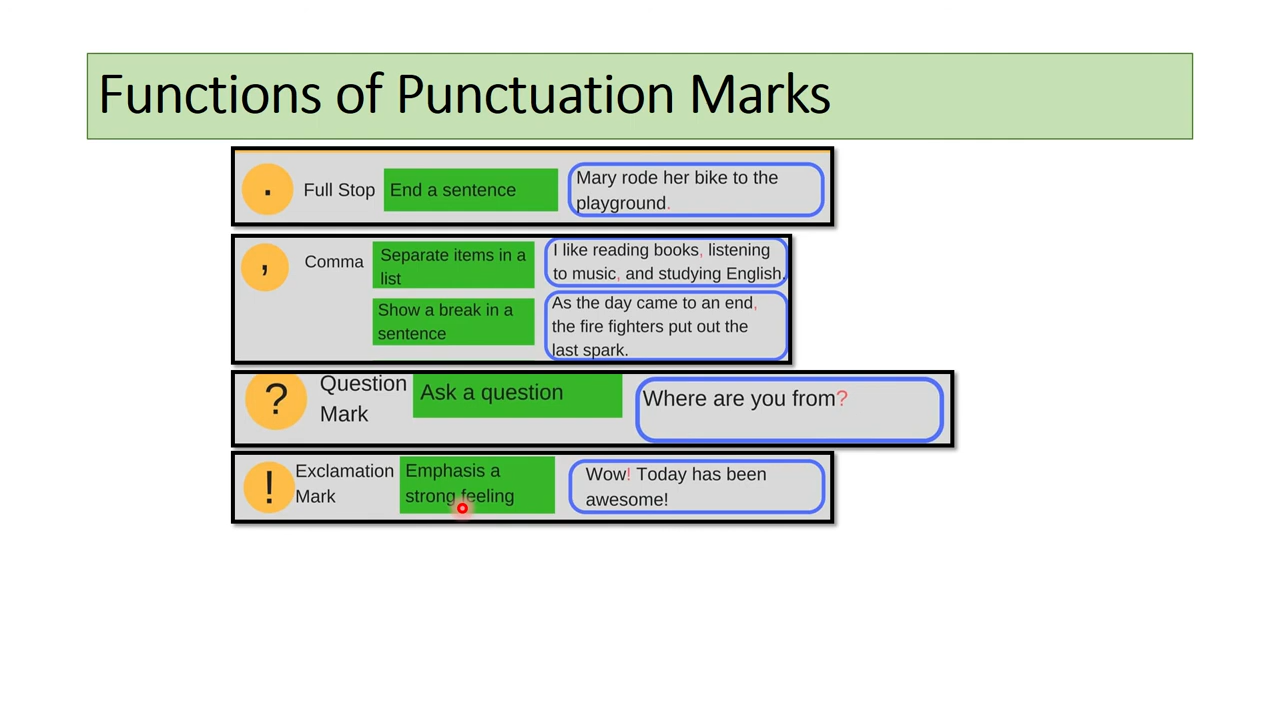 Functions of Punctuation Marks
. Full Stop End a sentence Mary rode her bike to the
playground.
, Comma Separate items in a
list
I like reading books, listening
to music, and studying English.
Show a break in a
sentence
As the day came to an end,
the fire fighters put out the
last spark.
? Question
Mark
Ask a question Where are you from?
! Exclamation
Mark
Emphasis a
strong feeling
Wow! Today has been
awesome!